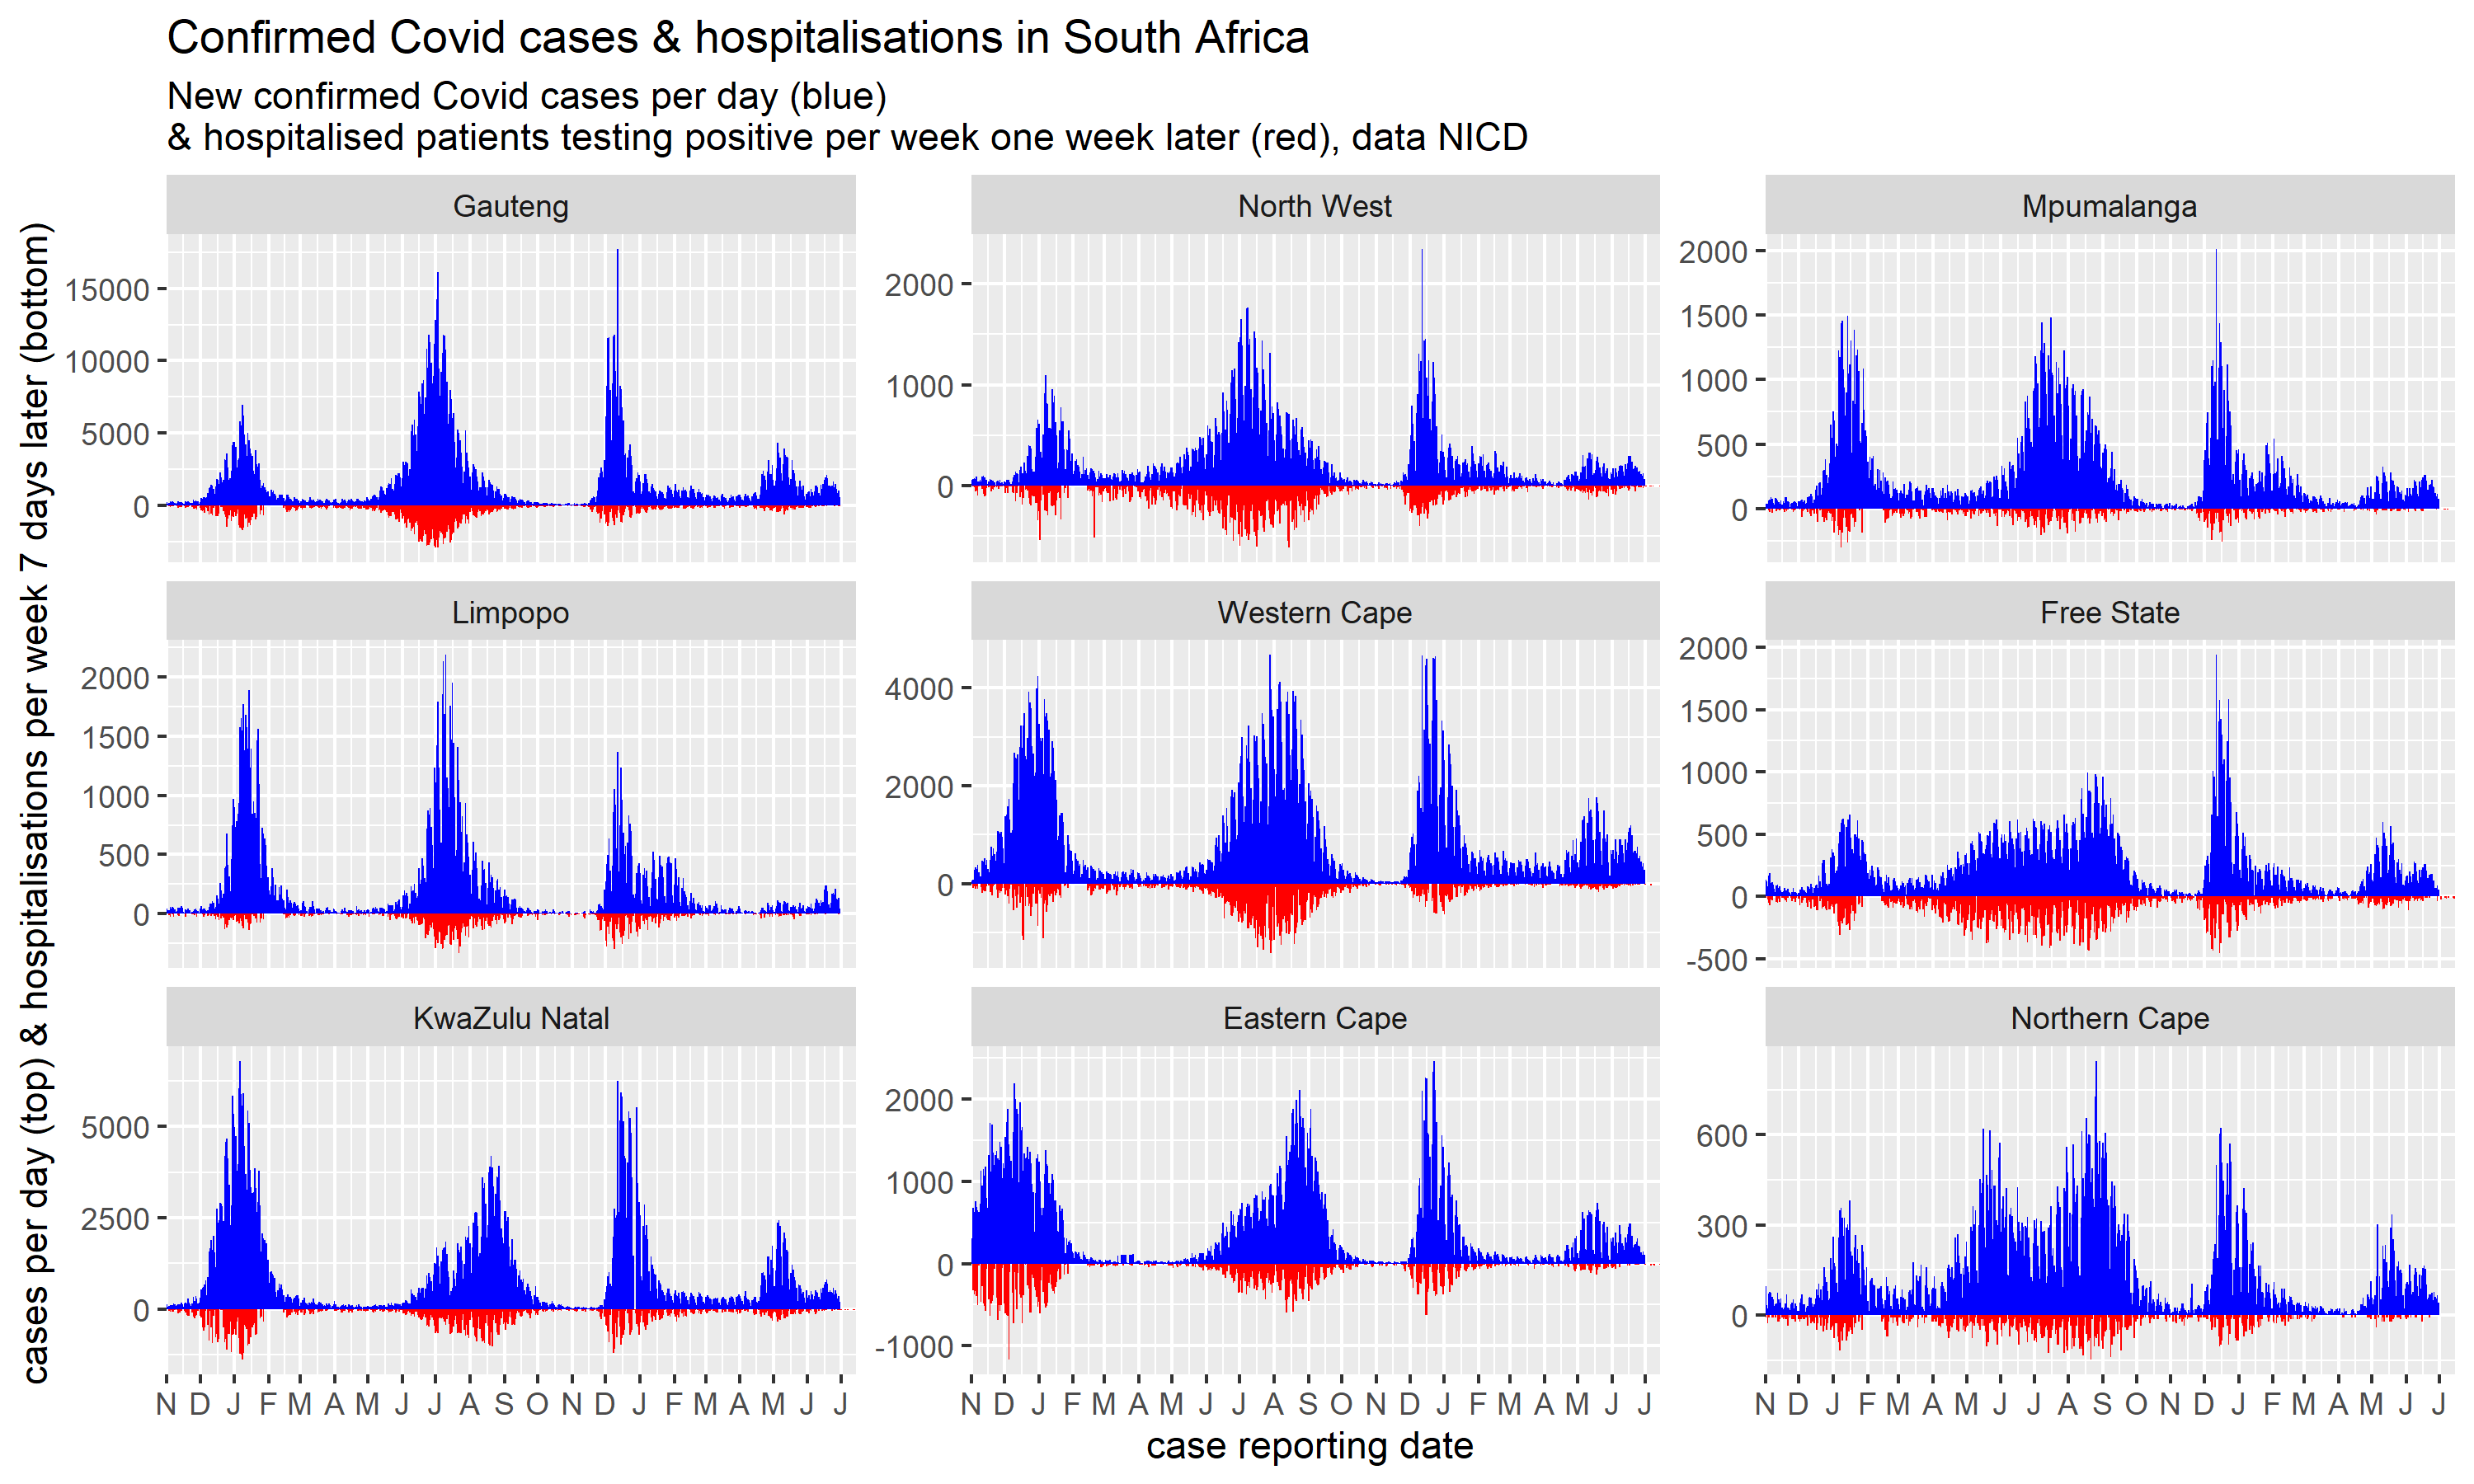 Confirmed Covid cases & hospitalisations in South Africa
New confirmed Covid cases per day (blue)
& hospitalised patients testing positive per week one week later (red), data NICD
cases per day (top) & hospitalisations per week 7 days later (bottom)
Gauteng
15000
10000
5000
0
North West
2000
1000
0
Mpumalanga
2000
1500
1000
500
0
Limpopo
2000
1500
1000
500
0
Western Cape
4000
2000
0
Free State
2000
1500
1000
500
0
-500
KwaZulu Natal
5000
2500
0
Eastern Cape
2000
1000
0
-1000
Northern Cape
600
300
0
N D J F M A M J J A S O N D J F M A M J J
N D J F M A M J J A S O N D J F M A M J J
N D J F M A M J J A S O N D J F M A M J J
case reporting date